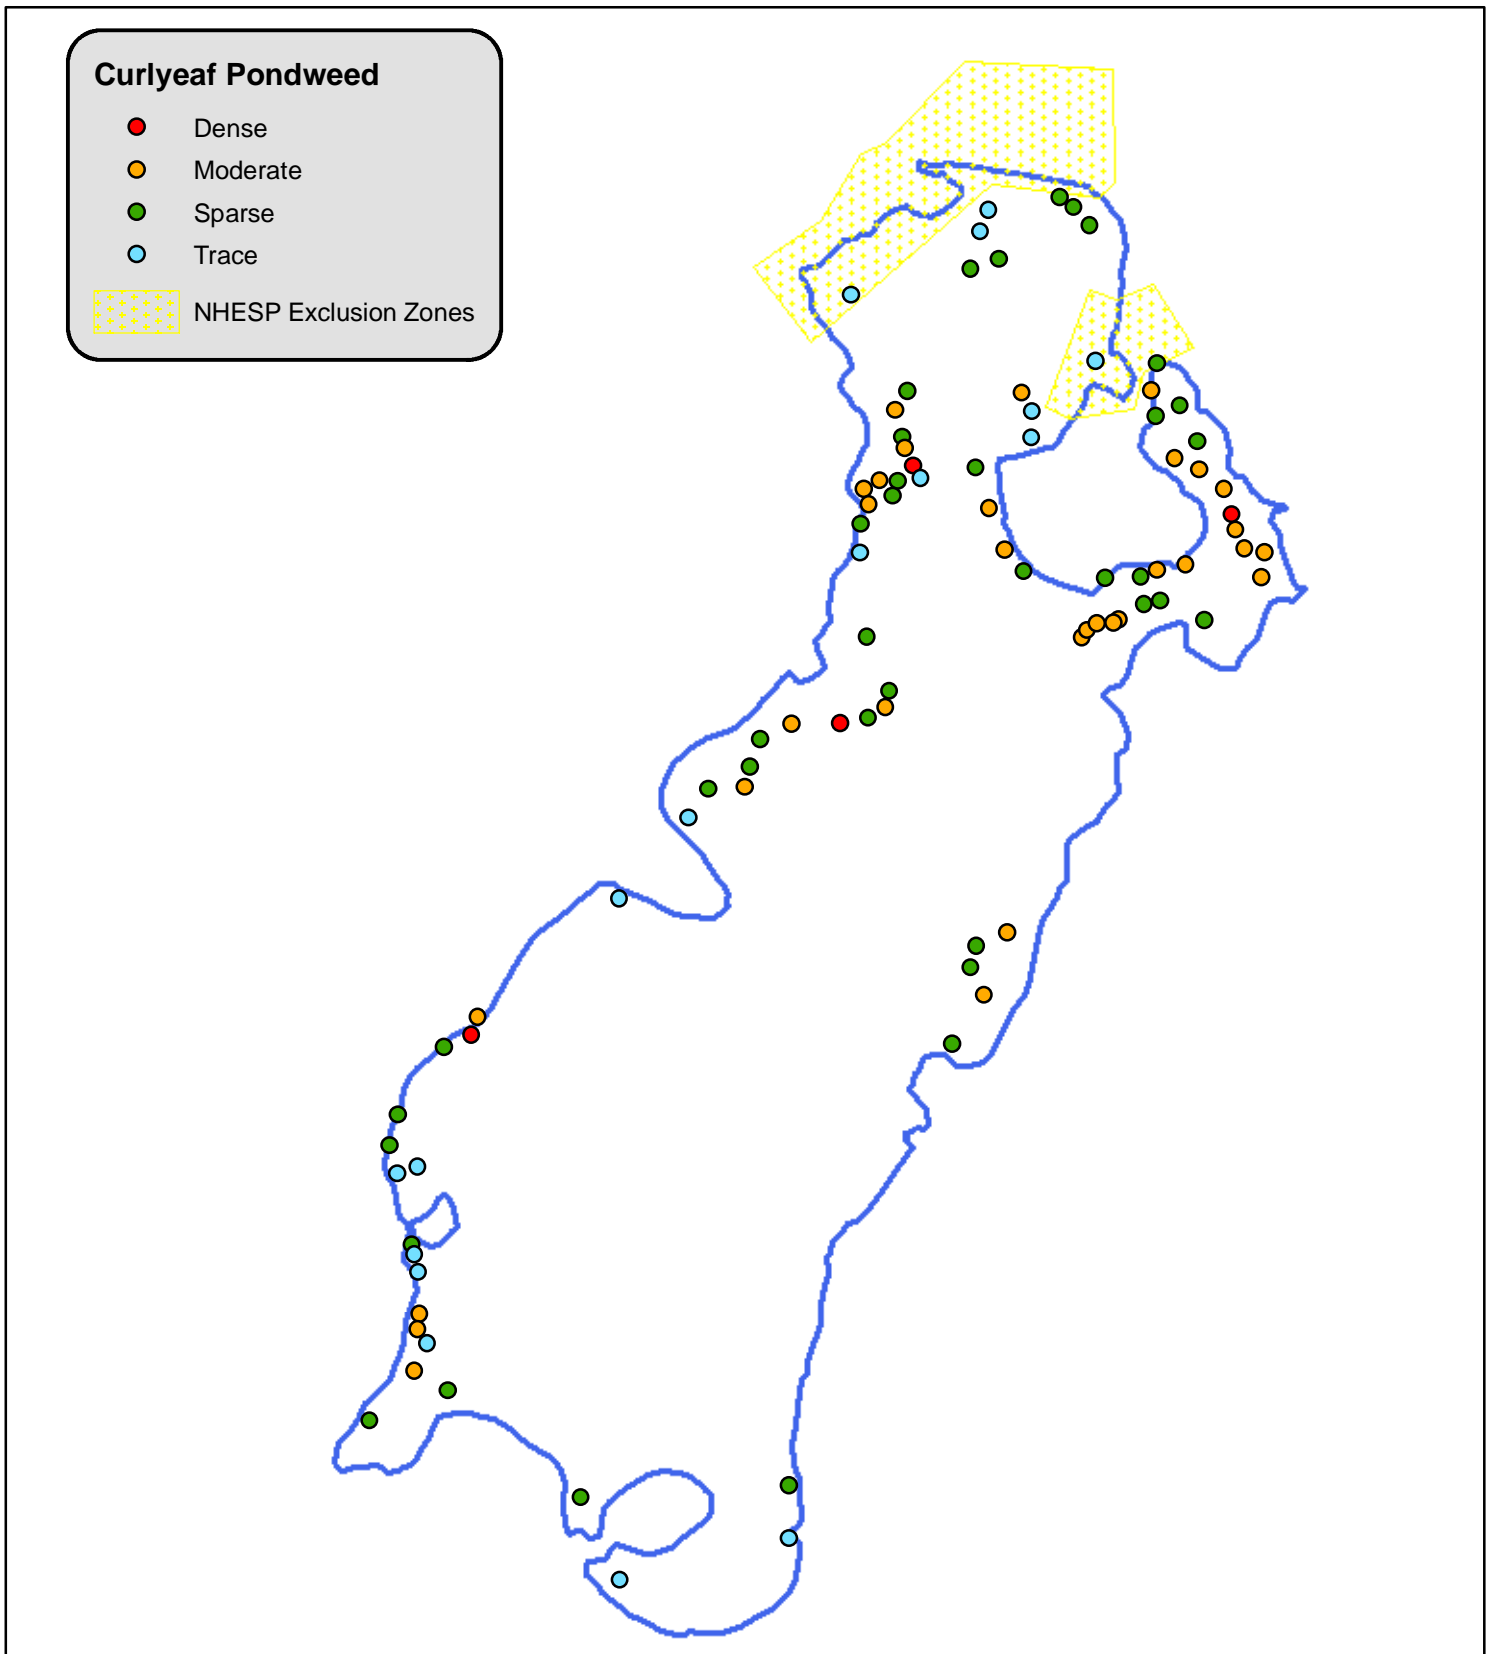 Curlyeaf Pondweed
Dense
Moderate
Sparse
Trace
NHESP Exclusion Zones